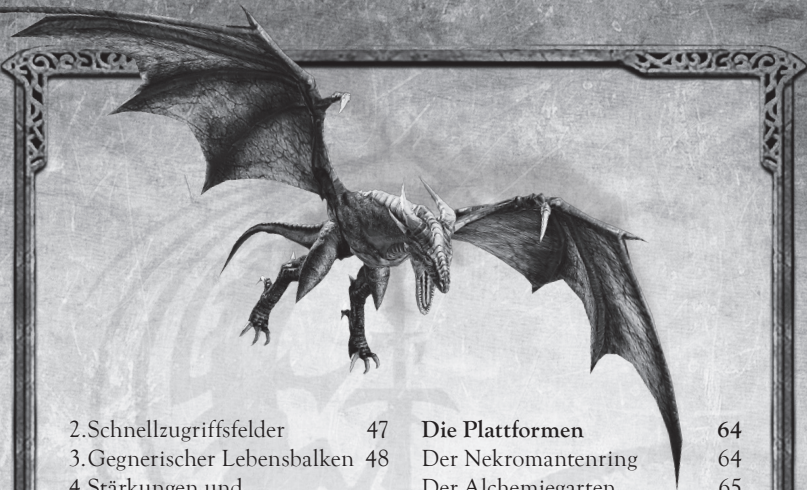 2.Schnellzugriffsfelder 47
3.Gegnerischer Lebensbalken 48
4.Stärkungen und
Die Plattformen 64
Der Nekromantenring 64
Der Alchemiegarten 65